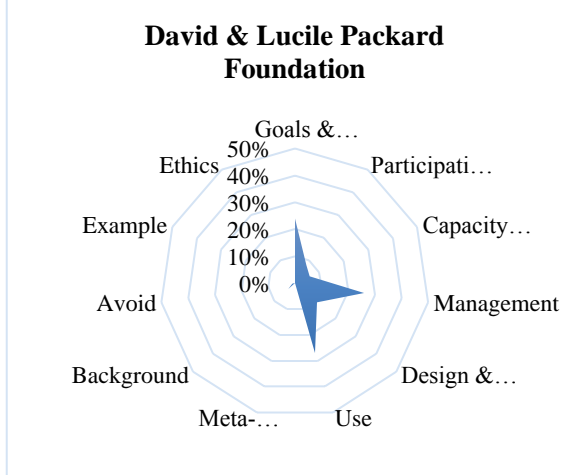 David & Lucile Packard
Foundation
Goals &…
50%
Ethics
Participati…
40%
30%
Example
Capacity…
20%
10%
0%
Avoid
Management
Background
Design &…
Meta-…
Use